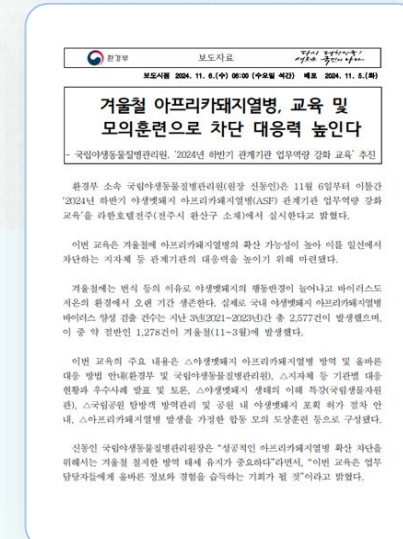 환경부
보도자료
다시 대한민국!
새로운 국민의 나라
보도시점 2024. 11. 6.(수) 06:00 (수요일 석간) 배포 2024. 11. 5.(화)
겨울철 아프리카돼지열병, 교육 및
모의훈련으로 차단 대응력 높인다
- 국립야생동물질병관리원, '2024년 하반기 관계기관 업무역량 강화 교육' 추진
환경부 소속 국립야생동물질병관리원(원장 신동인)은 11월 6일부터 이틀간
'2024년 하반기 야생멧돼지 아프리카돼지열병(ASF) 관계기관 업무역량 강화
교육'을 라한호텔전주(전주시 완산구 소재)에서 실시한다고 밝혔다.
이번 교육은 겨울철에 아프리카돼지열병의 확산 가능성이 높아 이를 일선에서
차단하는 지자체 등 관계기관의 대응력을 높이기 위해 마련됐다.
겨울철에는 번식 등의 이유로 야생멧돼지의 행동반경이 늘어나고 바이러스도
저온의 환경에서 오랜 기간 생존한다. 실제로 국내 야생멧돼지 아프리카돼지열병
바이러스 양성 검출 건수는 지난 3년(2021~2023년)간 총 2,577건이 발생했으며,
이 중 약 절반인 1,278건이 겨울철(11~3월)에 발생했다.
이번 교육의 주요 내용은 △야생멧돼지 아프리카돼지열병 방역 및 올바른
대응 방법 안내(환경부 및 국립야생동물질병관리원), △지자체 등 기관별 대응
현황과 우수사례 발표 및 토론, △야생멧돼지 생태의 이해 특강(국립생물자원
관), △국립공원 탐방객 방역관리 및 공원 내 야생멧돼지 포획 허가 절차 안
내, △아프리카돼지열병 발생을 가정한 합동 모의 도상훈련 등으로 구성됐다.
신동인 국립야생동물질병관리원장은 "성공적인 아프리카돼지열병 확산 차단을
위해서는 겨울철 철저한 방역 태세 유지가 중요하다"라면서, "이번 교육은 업무
담당자들에게 올바른 정보와 경험을 습득하는 기회가 될 것"이라고 밝혔다.